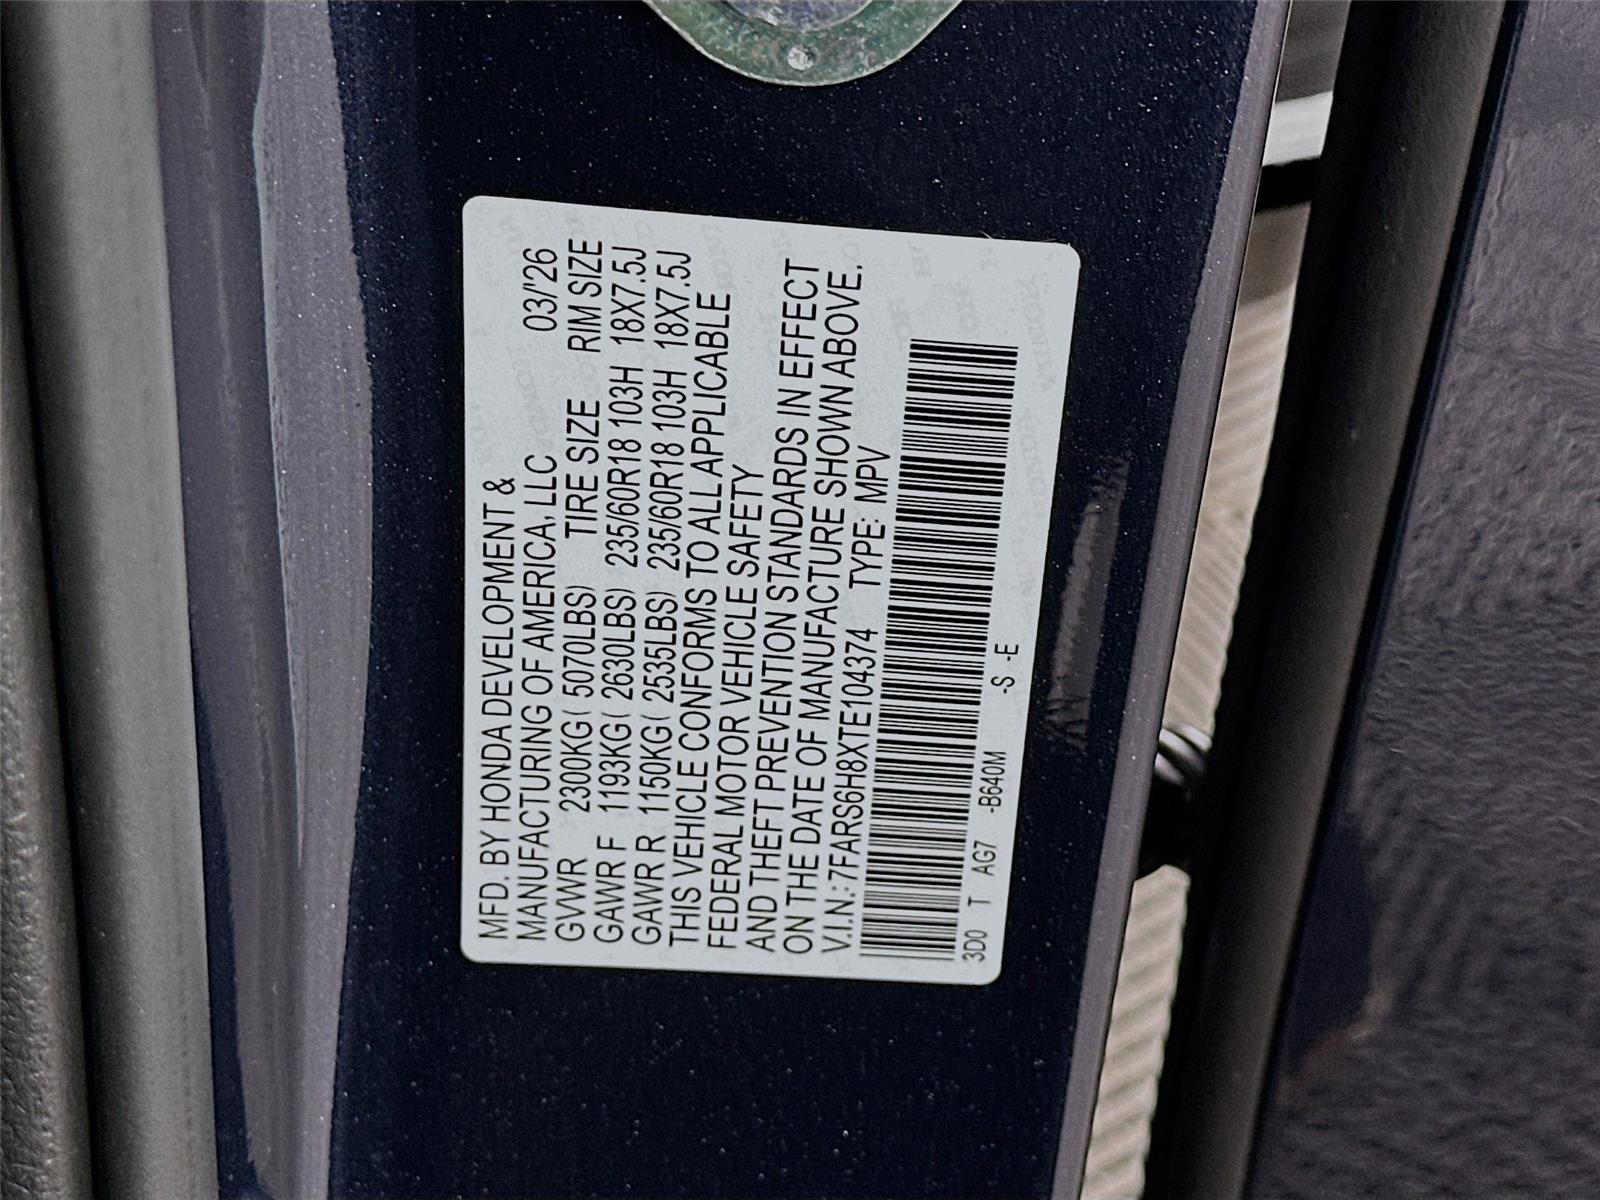 MFD. BY HONDA DEVELOPMENT &
MANUFACTURING OF AMERICA, LLC 03/'26
GVWR 2300KG( 5070LBS) TIRE SIZE RIM SIZE
GAWR F 1193KG( 2630LBS) 235/60R18 103H 18X7.5J
GAWR R 1150KG( 2535LBS) 235/60R18 103H 18X7.5J
THIS VEHICLE CONFORMS TO ALL APPLICABLE
FEDERAL MOTOR VEHICLE SAFETY
AND THEFT PREVENTION STANDARDS IN EFFECT
ON THE DATE OF MANUFACTURE SHOWN ABOVE.
V.I.N.:7FARS6H8XTE104374 TYPE: MPV
3D0 T AG7 -B640M -S -E